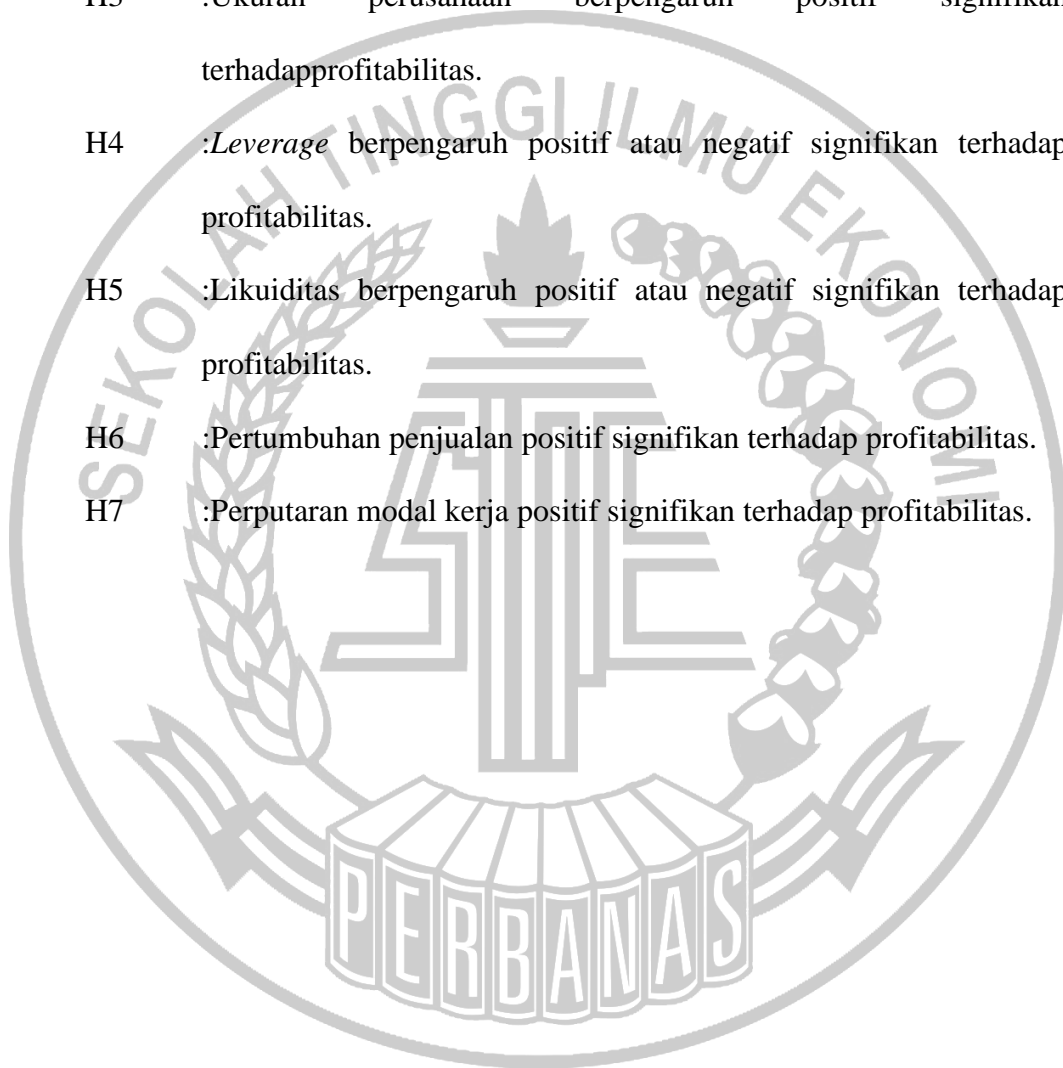 H3 :Ukuran perusahaan berpengaruh positif signifikan
terhadapprofitabilitas.
H4 :Leverage berpengaruh positif atau negatif signifikan terhadap
profitabilitas.
H5 :Likuiditas berpengaruh positif atau negatif signifikan terhadap
profitabilitas.
H6 :Pertumbuhan penjualan positif signifikan terhadap profitabilitas.
H7 :Perputaran modal kerja positif signifikan terhadap profitabilitas.
SEKOLAH TINGGI ILMU EKONOMI
PERBANAS